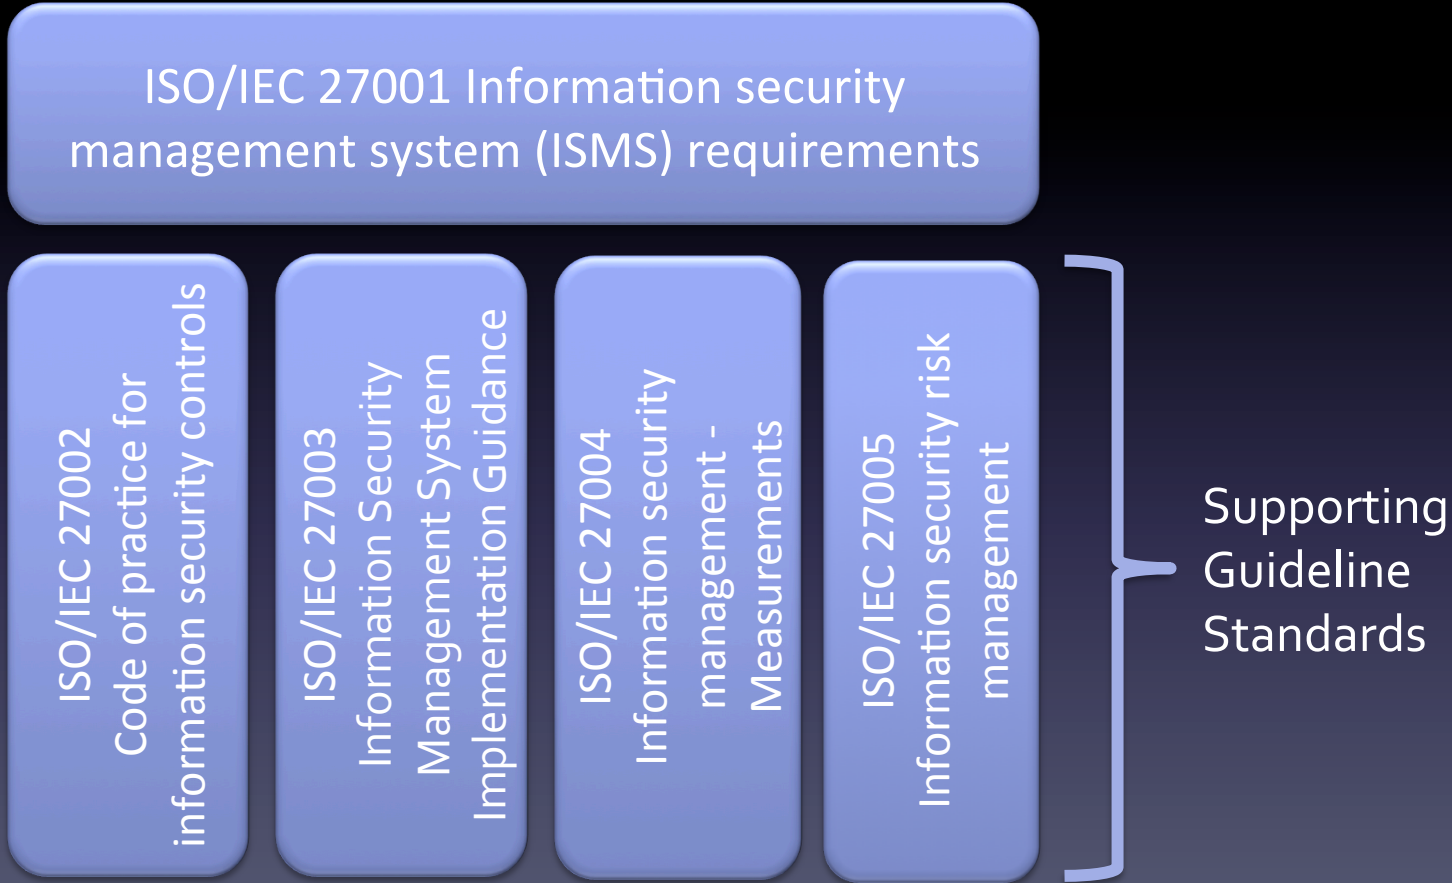 ISO/IEC 27001 Information security
management system (ISMS) requirements
ISO/IEC 27002
Code of practice for
information security controls
ISO/IEC 27003
Information Security
Management System
Implementation Guidance
ISO/IEC 27004
Information security
management -
Measurements
ISO/IEC 27005
Information security risk
management
Supporting
Guideline
Standards